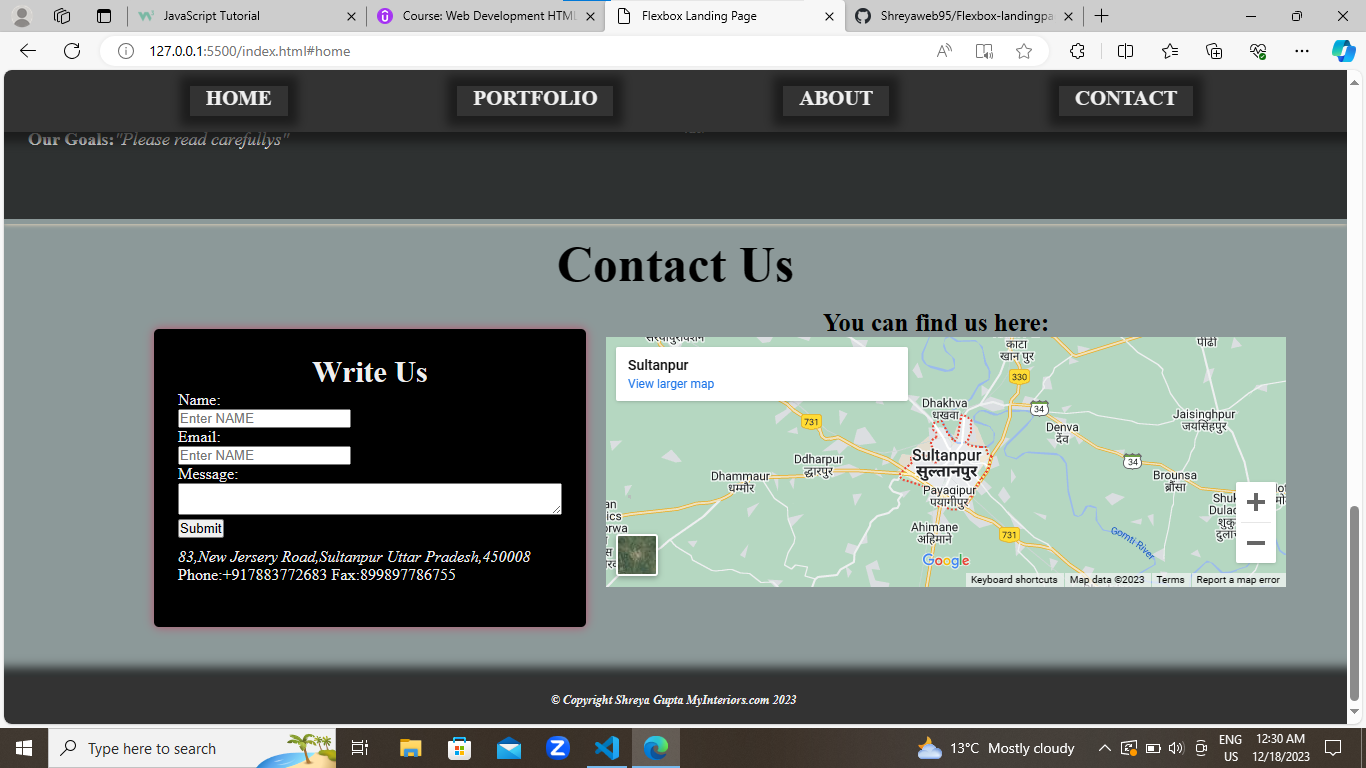 JavaScript Tutorial
Course: Web Development HTML
Flexbox Landing Page
Shreyaweb95/Flexbox-landingpa
127.0.0.1:5500/index.html#home
HOME
PORTFOLIO
ABOUT
CONTACT
Our Goals:"Please read carefullys"
Contact Us
You can find us here:
Write Us
Name:
Enter NAME
Email:
Enter NAME
Message:
Submit
83,New Jersery Road,Sultanpur Uttar Pradesh,450008
Phone:+917883772683 Fax:899897786755
Sultanpur
View larger map
काटा
खान पुर
पीढी
330
Dhakhva
धखवा
34
Jaisinghpur
जयसिंहपुर
731
Denva
देंव
Ddharpur
द्धारपुर
Sultanpur
सुल्तानपुर
34
Dhammaur
धम्मौर
Brounsa
ब्रौंसा
Payagipur
पयागीपुर
Ahimane
अहिमाने
731
Gomti River
Google
Keyboard shortcuts
Map data ©2023
Terms
Report a map error
© Copyright Shreya Gupta MyInteriors.com 2023
Type here to search
13°C Mostly cloudy
ENG
US
12:30 AM
12/18/2023